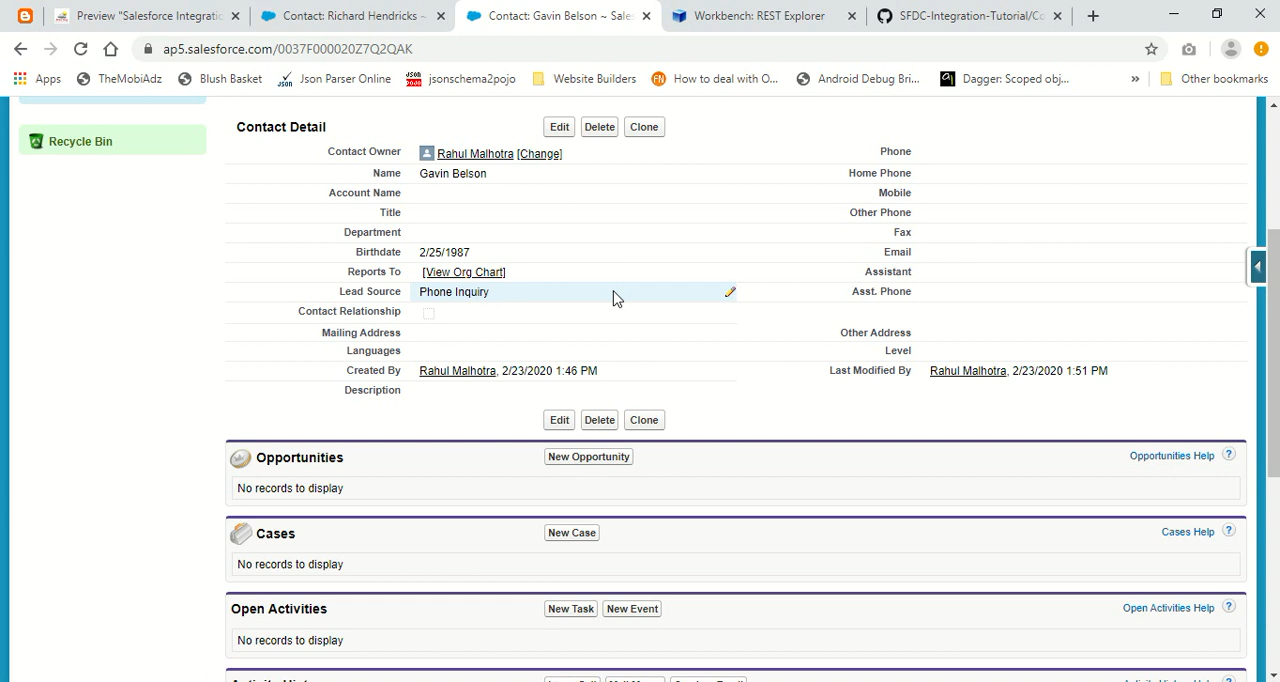 Preview "Salesforce Integratic
Contact: Richard Hendricks ~
Contact: Gavin Belson ~ Sales
Workbench: REST Explorer
SFDC-Integration-Tutorial/Co
ap5.salesforce.com/0037F000020Z7Q2QAK
Apps
TheMobiAdz
Blush Basket
Json Parser Online
jsonschema2pojo
Website Builders
How to deal with O...
Android Debug Bri...
Dagger: Scoped obj...
»
Other bookmarks
Recycle Bin
Contact Detail
Edit
Delete
Clone
Contact Owner Rahul Malhotra [Change]
Phone
Name Gavin Belson
Home Phone
Account Name
Mobile
Title
Other Phone
Department
Fax
Birthdate 2/25/1987
Email
Reports To [View Org Chart]
Assistant
Lead Source Phone Inquiry
Asst. Phone
Contact Relationship
Mailing Address
Other Address
Languages
Level
Created By Rahul Malhotra, 2/23/2020 1:46 PM
Last Modified By Rahul Malhotra, 2/23/2020 1:51 PM
Description
Edit
Delete
Clone
Opportunities
New Opportunity
Opportunities Help ?
No records to display
Cases
New Case
Cases Help ?
No records to display
Open Activities
New Task
New Event
Open Activities Help ?
No records to display